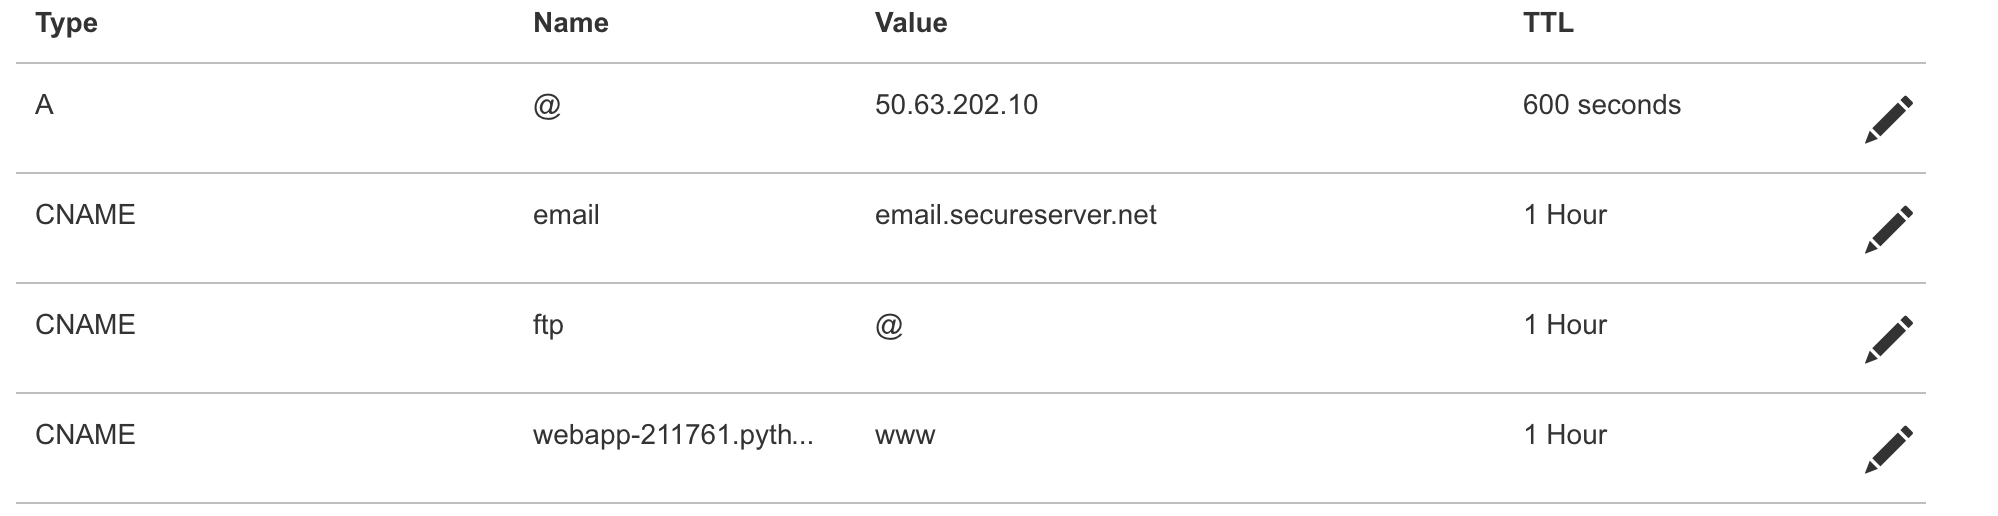 Type Name Value TTL
A @ 50.63.202.10 600 seconds
CNAME email email.secureserver.net 1 Hour
CNAME ftp @ 1 Hour
CNAME webapp-211761.pyth... www 1 Hour